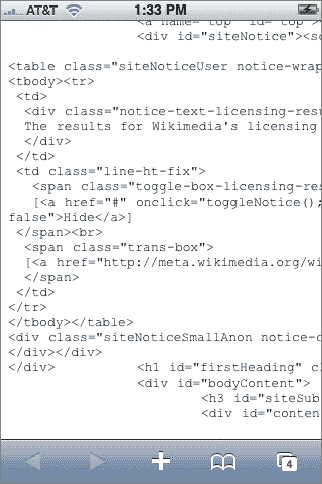 AT&T 1:33 PM
<a name="top" id="top">
<div id="siteNotice"><s
<table class="siteNoticeUser notice-wrap
<tbody><tr>
<td>
<div class="notice-text-licensing-resu
The results for Wikimedia's licensing
</div>
</td>
<td class="line-ht-fix">
<span class="toggle-box-licensing-res
[<a href="#" onclick="toggleNotice();
false">Hide</a>]
</span><br>
<span class="trans-box">
[<a href="http://meta.wikimedia.org/wi
</span>
</td>
</tr>
</tbody></table>
<div class="siteNoticeSmallAnon notice-c
</div></div>
</div> <h1 id="firstHeading" cl
<div id="bodyContent">
<h3 id="siteSub
<div id="conten
4